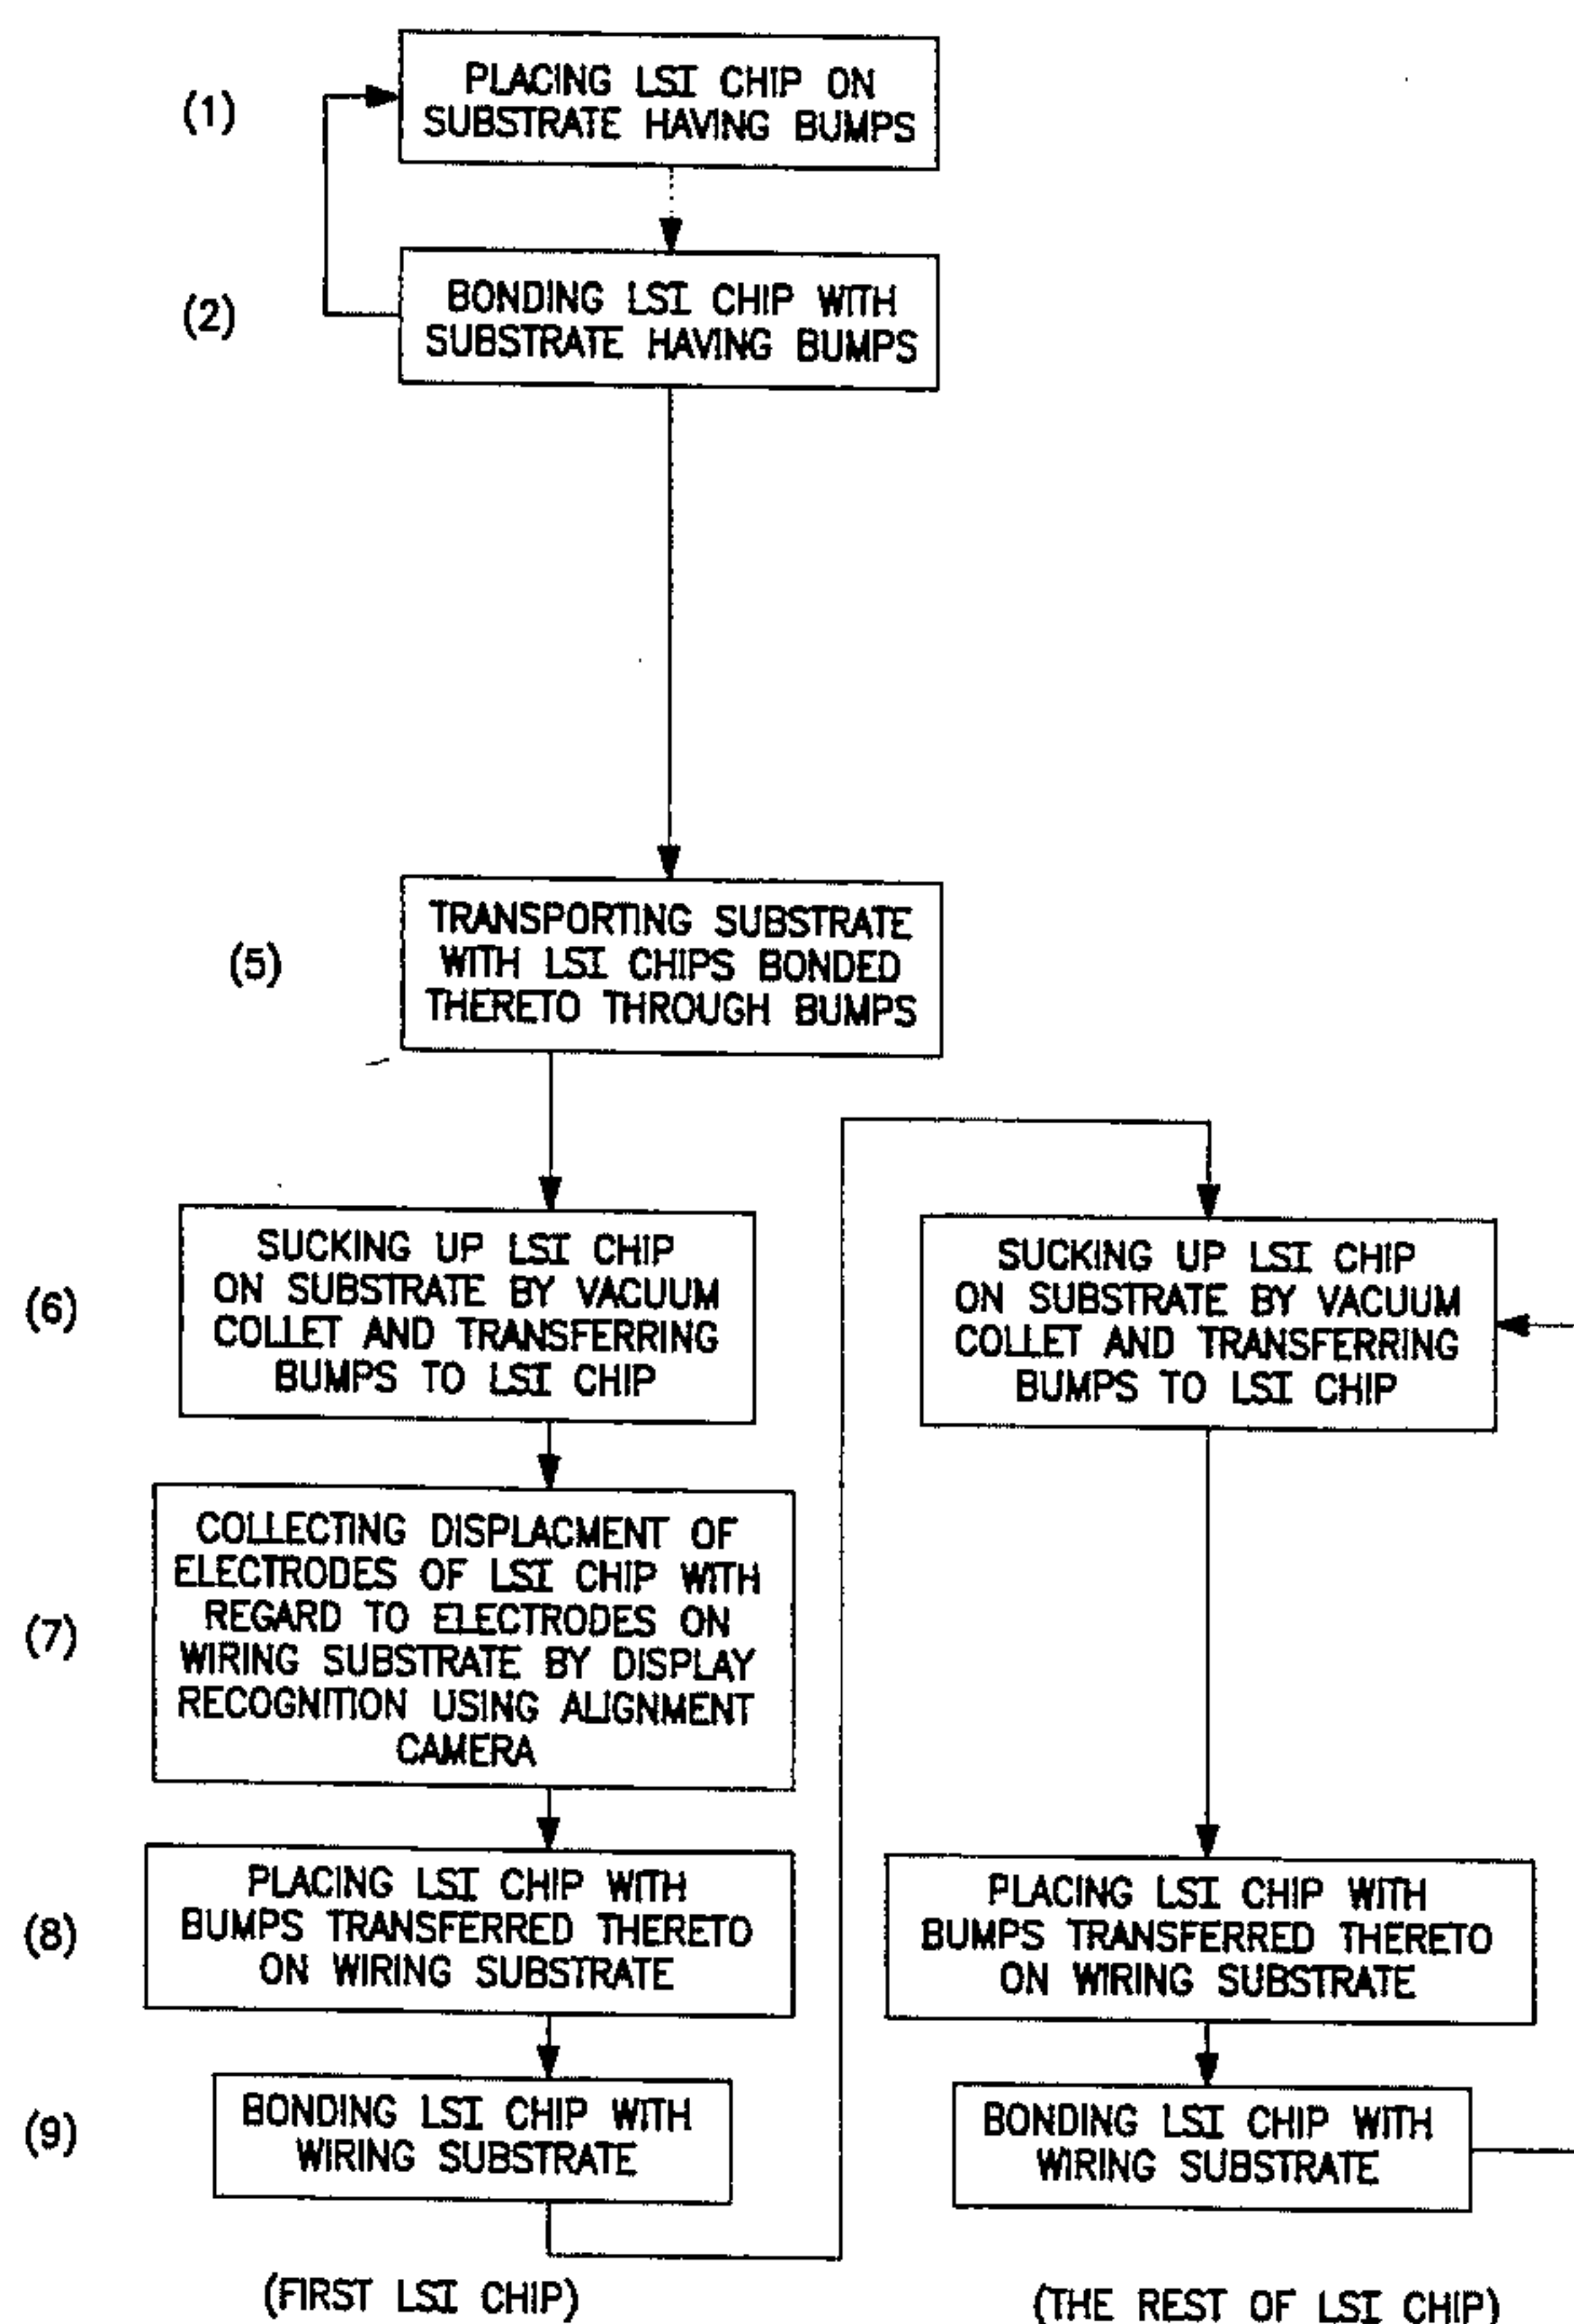 (1)
PLACING LSI CHIP ON
SUBSTRATE HAVING BUMPS
(2)
BONDING LSI CHIP WITH
SUBSTRATE HAVING BUMPS
(5)
TRANSPORTING SUBSTRATE
WITH LSI CHIPS BONDED
THERETO THROUGH BUMPS
(6)
SUCKING UP LSI CHIP
ON SUBSTRATE BY VACUUM
COLLET AND TRANSFERRING
BUMPS TO LSI CHIP
(7)
COLLECTING DISPLACMENT OF
ELECTRODES OF LSI CHIP WITH
REGARD TO ELECTRODES ON
WIRING SUBSTRATE BY DISPLAY
RECOGNITION USING ALIGNMENT
CAMERA
(8)
PLACING LSI CHIP WITH
BUMPS TRANSFERRED THERETO
ON WIRING SUBSTRATE
(9)
BONDING LSI CHIP WITH
WIRING SUBSTRATE
(FIRST LSI CHIP)
SUCKING UP LSI CHIP
ON SUBSTRATE BY VACUUM
COLLET AND TRANSFERRING
BUMPS TO LSI CHIP
PLACING LSI CHIP WITH
BUMPS TRANSFERRED THERETO
ON WIRING SUBSTRATE
BONDING LSI CHIP WITH
WIRING SUBSTRATE
(THE REST OF LSI CHIP)